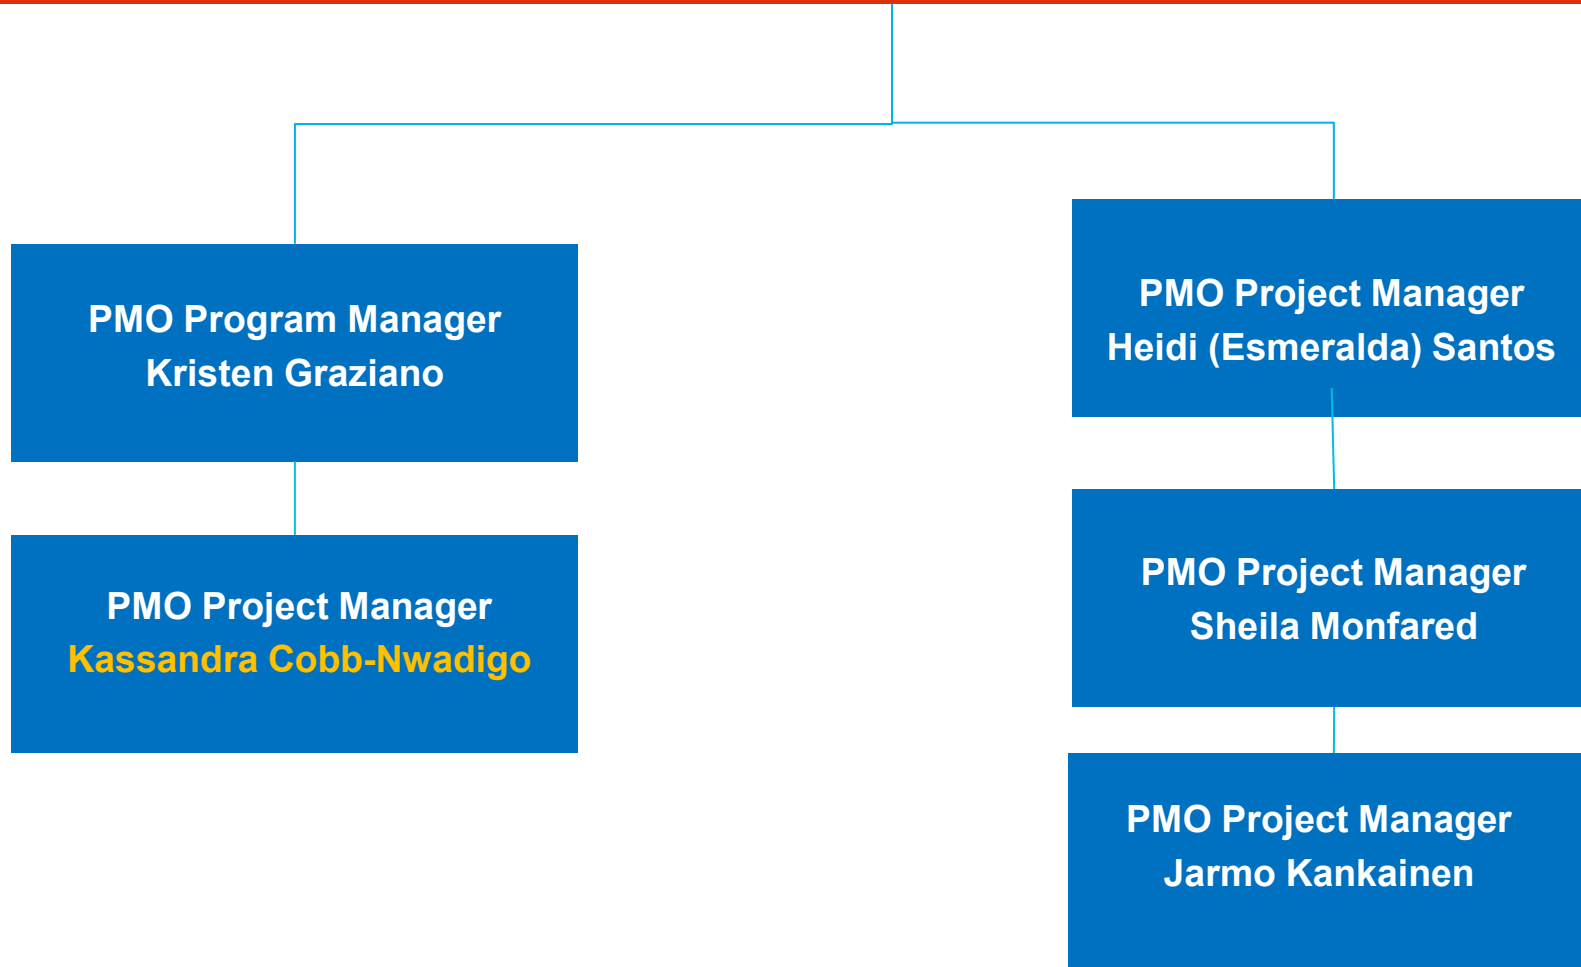 PMO Program Manager
Kristen Graziano
PMO Project Manager
Kassandra Cobb-Nwadigo
PMO Project Manager
Heidi (Esmeralda) Santos
PMO Project Manager
Sheila Monfared
PMO Project Manager
Jarmo Kankainen